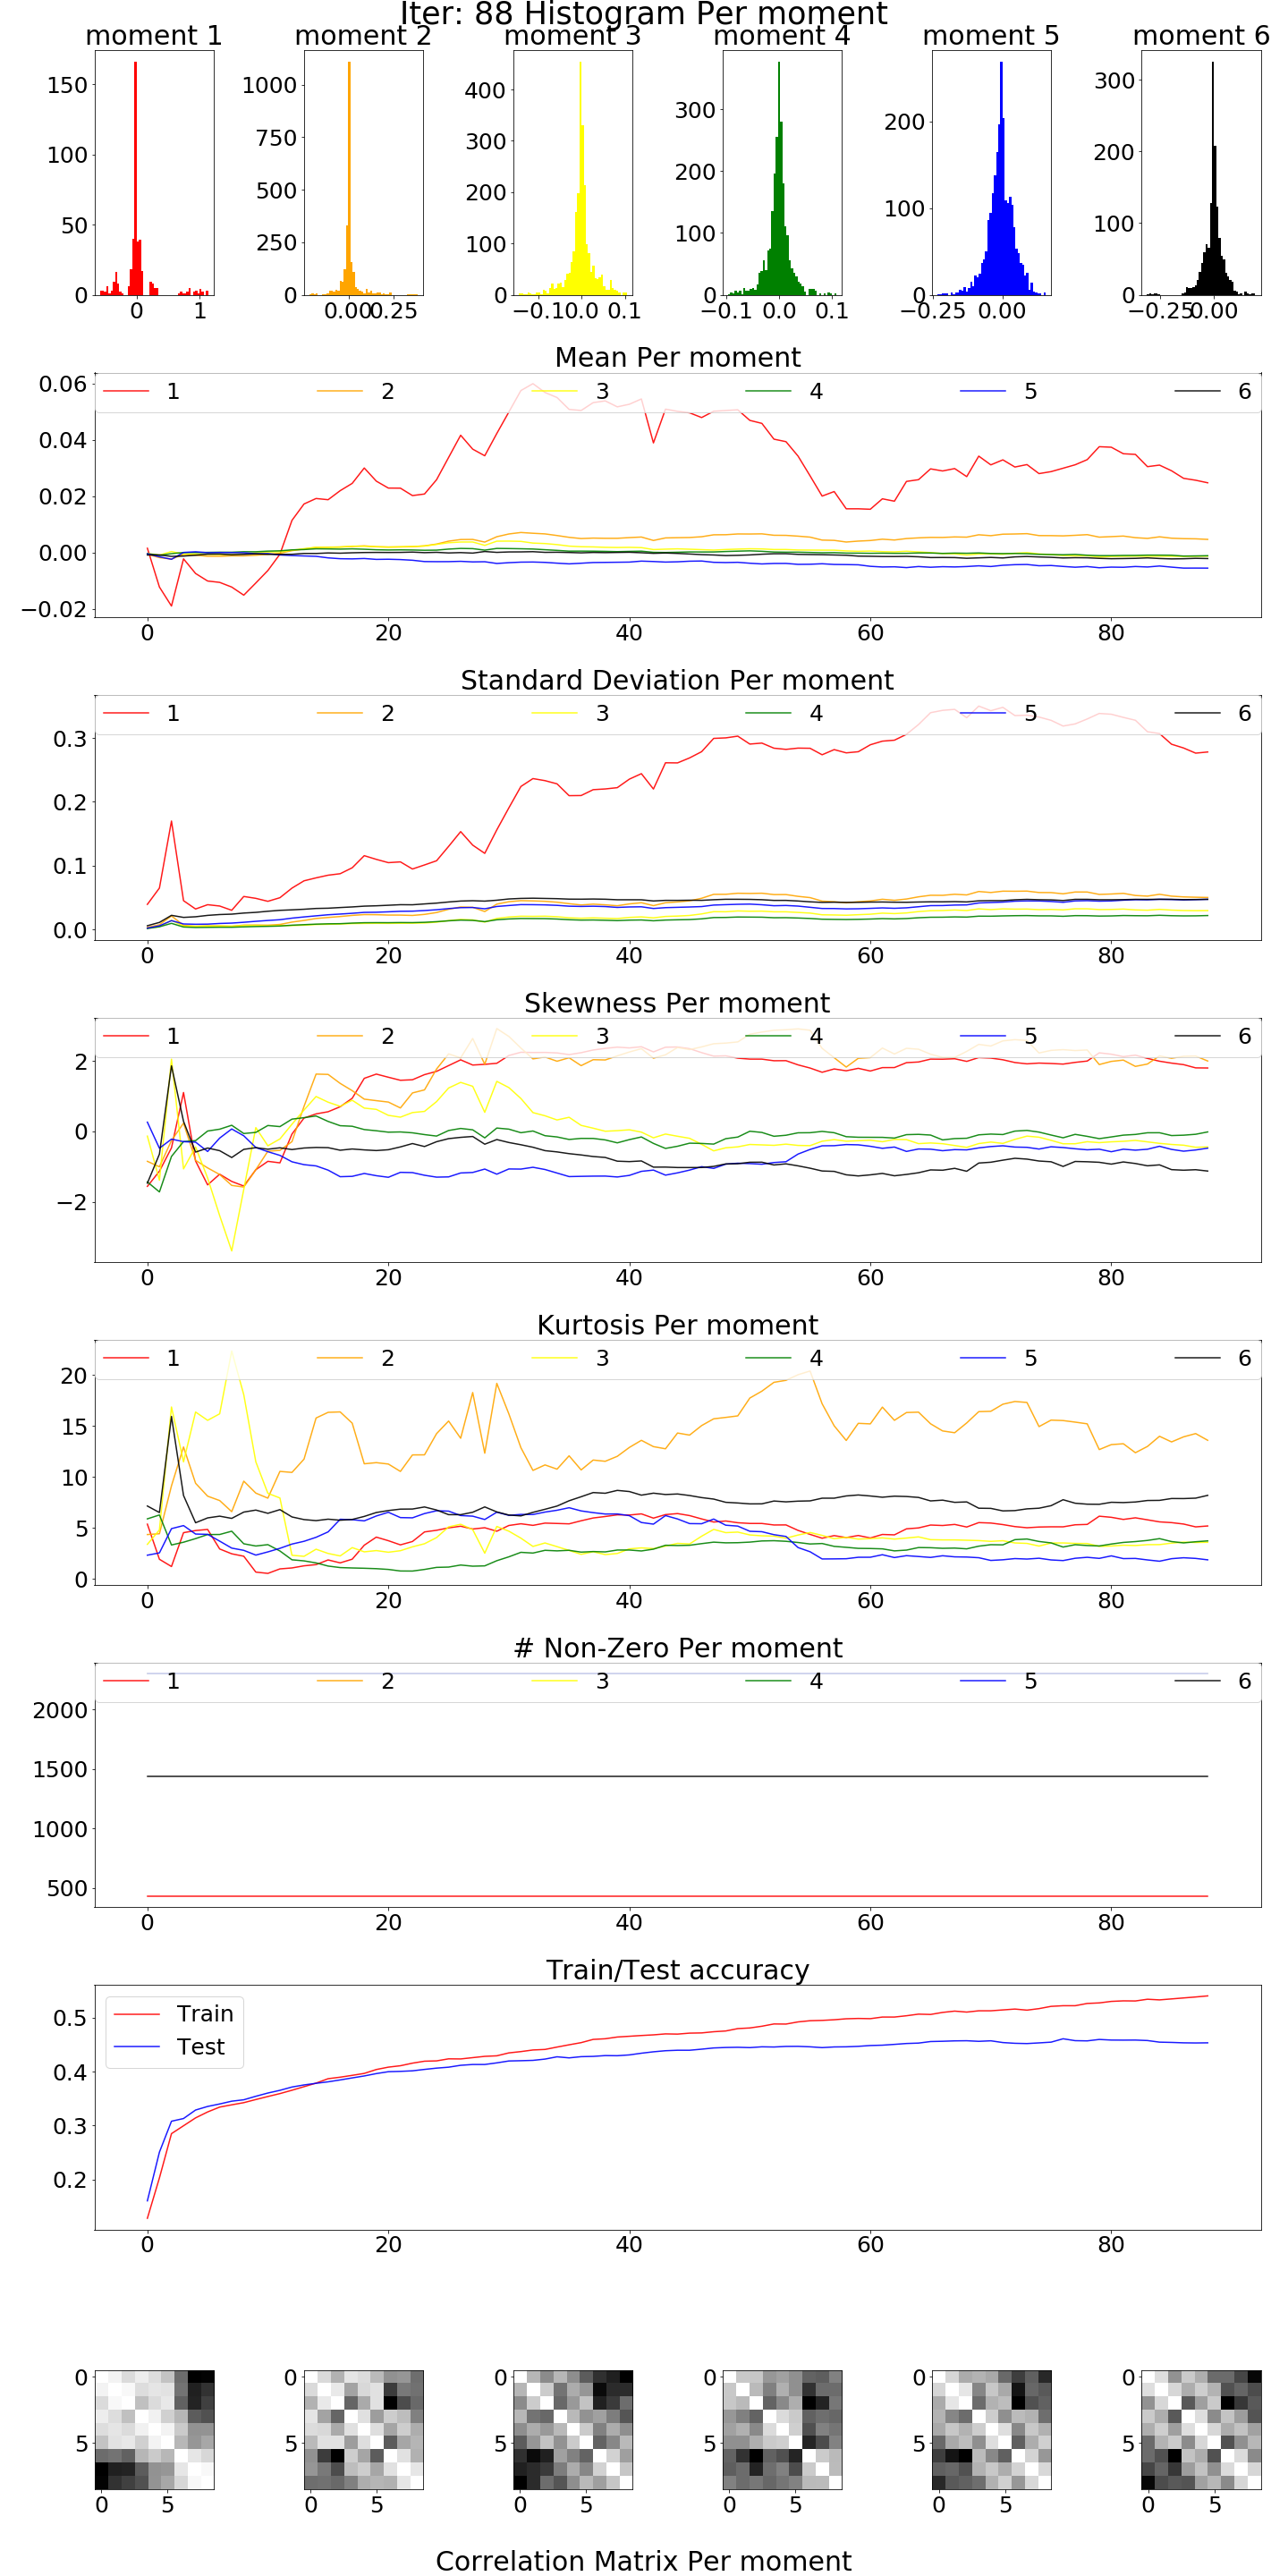 Iter: 88 Histogram Per moment
moment 1 moment 2 moment 3 moment 4 moment 5 moment 6
150 100 50 0
0 1
1000 750 500 250 0
0.00 0.25
400 300 200 100 0
−0.1 0.0 0.1
300 200 100 0
−0.1 0.0 0.1
200 100 0
−0.25 0.00
300 200 100 0
−0.25 0.00
Mean Per moment
1 2 3 4 5 6
0.06
0.04
0.02
0.00
−0.02
0 20 40 60 80
Standard Deviation Per moment
1 2 3 4 5 6
0.3
0.2
0.1
0.0
0 20 40 60 80
Skewness Per moment
1 2 3 4 5 6
2
0
−2
0 20 40 60 80
Kurtosis Per moment
1 2 3 4 5 6
20
15
10
5
0
0 20 40 60 80
# Non-Zero Per moment
1 2 3 4 5 6
2000
1500
1000
500
0 20 40 60 80
Train/Test accuracy
Train
Test
0.5
0.4
0.3
0.2
0 20 40 60 80
0 0 0 0 0 0
5 5 5 5 5 5
0 5 0 5 0 5 0 5 0 5 0 5
Correlation Matrix Per moment